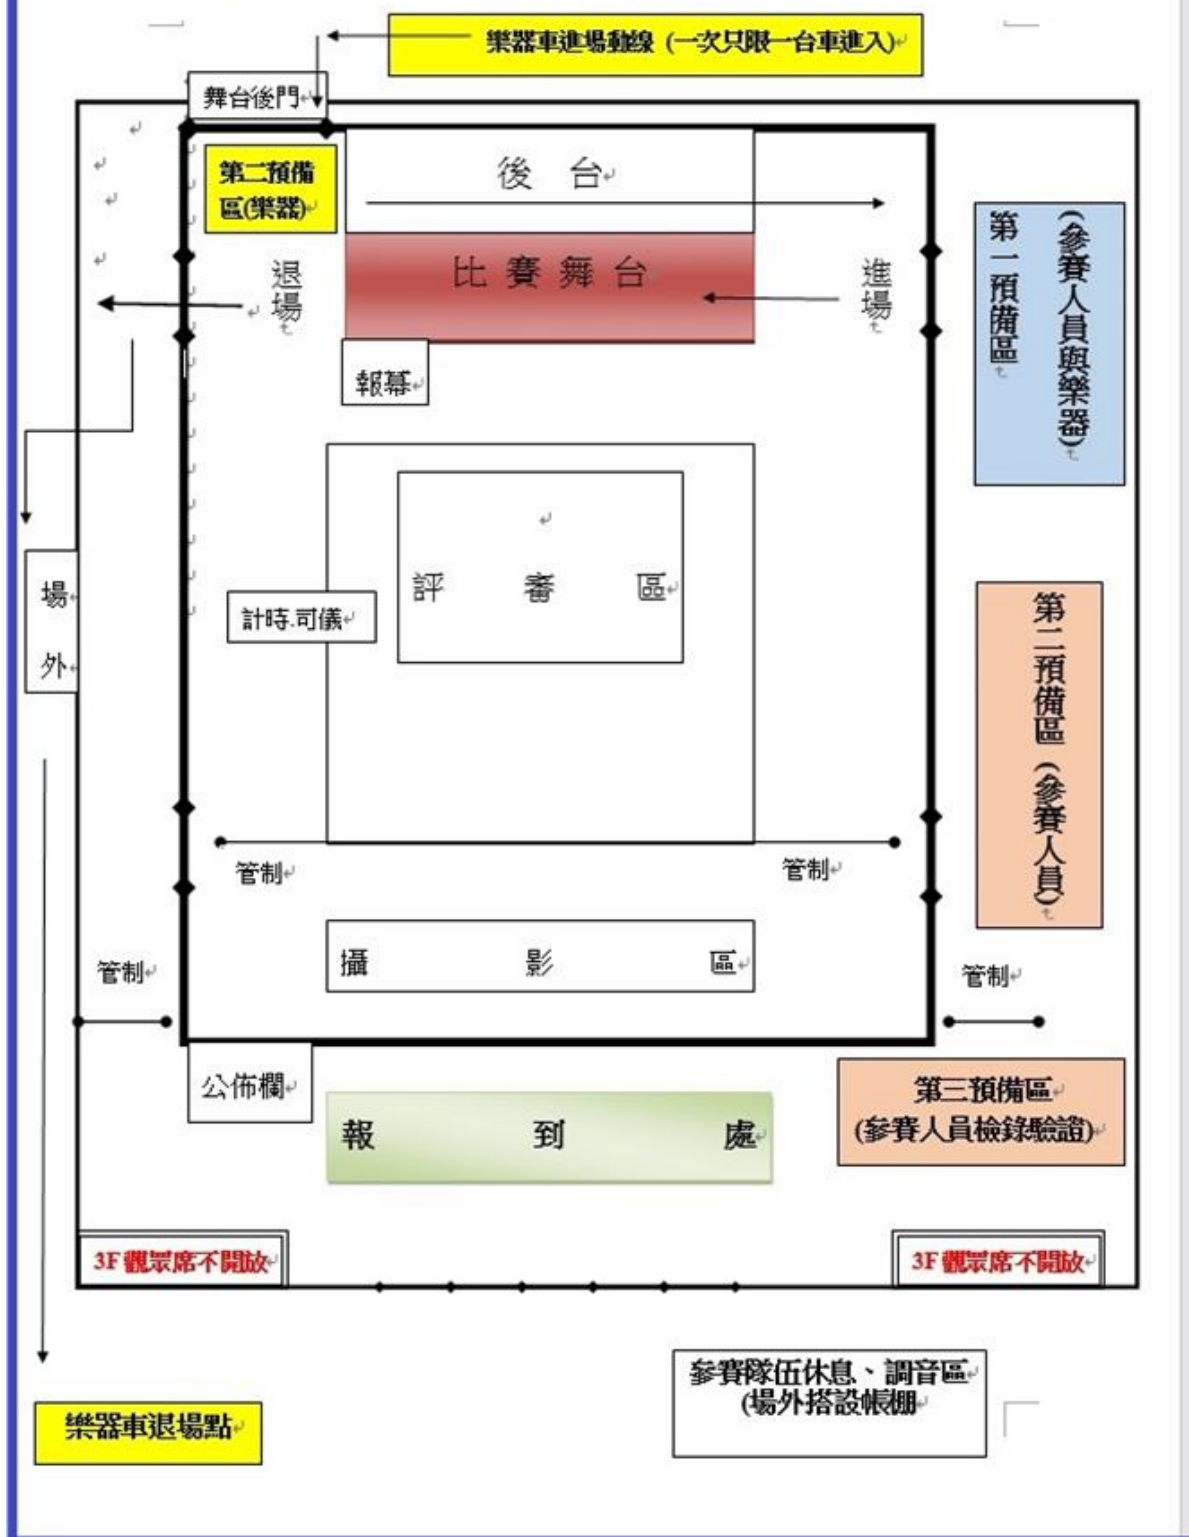 樂器車進場動線 (一次只限一台車進入)
舞台後門
第二預備
區(樂器)
後 台
比 賽 舞 台
退場
進場
第一預備區
(參賽人員與樂器)
報幕
評 審 區
計時.司儀
場
外
第二預備區 (參賽人員)
管制
管制
攝 影 區
管制
管制
公佈欄
報 到 處
第三預備區
(參賽人員檢錄驗證)
3F 觀眾席不開放
3F 觀眾席不開放
參賽隊伍休息、調音區
(場外搭設帳棚
樂器車退場點